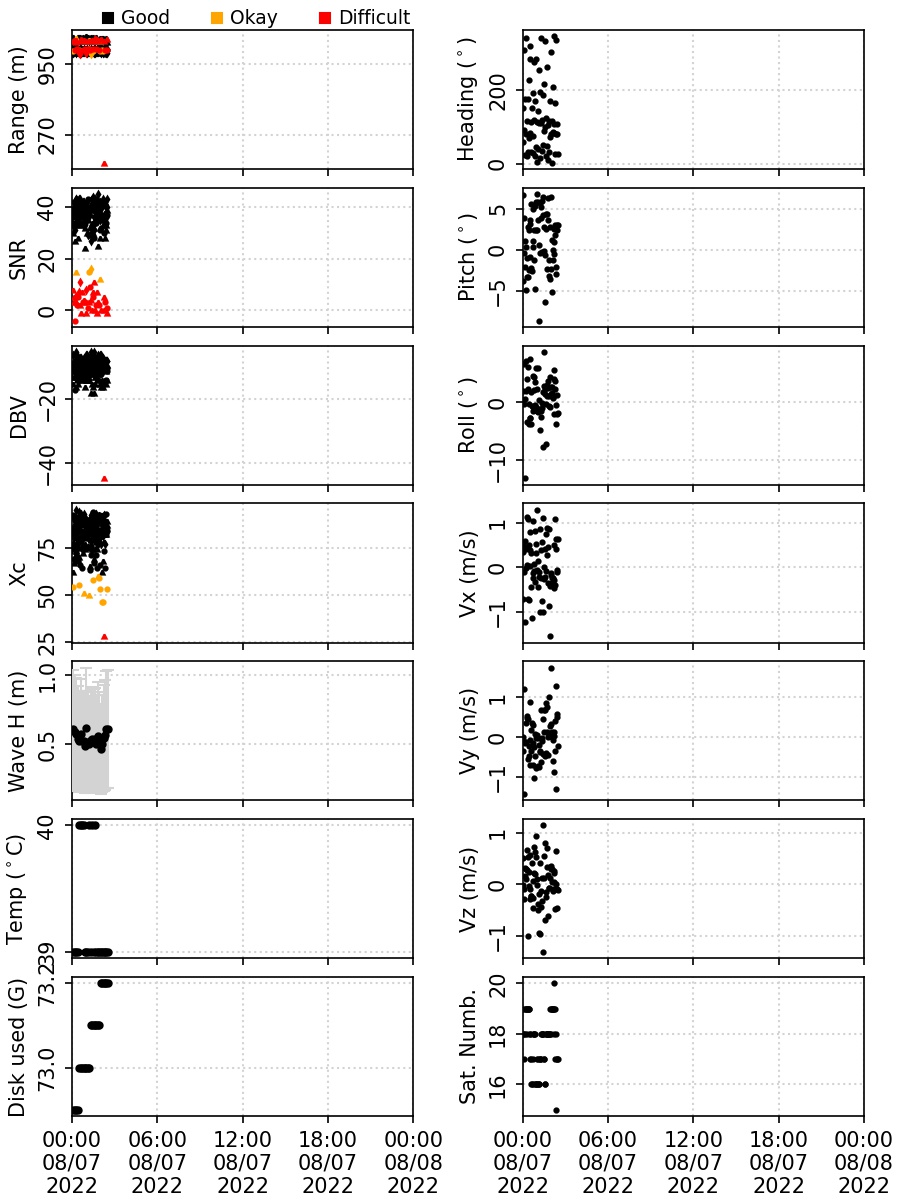 Good Okay Difficult
Range (m)
950
270
Heading (°)
200
0
SNR
40
20
0
Pitch (°)
5
0
−5
DBV
−20
−40
Roll (°)
0
−10
Xc
75
50
25
Vx (m/s)
1
0
−1
Wave H (m)
1.0
0.5
Vy (m/s)
1
0
−1
Temp (°C)
40
39
Vz (m/s)
1
0
−1
Disk used (G)
73.2
73.0
Sat. Numb.
20
18
16
00:00 06:00 12:00 18:00 00:00 00:00 06:00 12:00 18:00 00:00
08/07 08/07 08/07 08/07 08/08 08/07 08/07 08/07 08/07 08/08
2022 2022 2022 2022 2022 2022 2022 2022 2022 2022